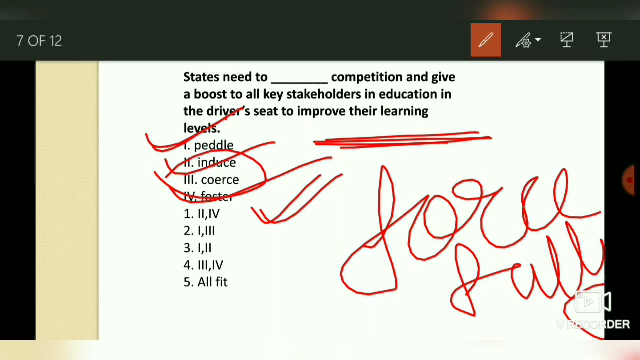 7 OF 12
States need to ________ competition and give
a boost to all key stakeholders in education in
the driver's seat to improve their learning
levels.
I. peddle
II. induce
III. coerce
IV. foster
1. II,IV
2. I,III
3. I,II
4. III,IV
5. All fit
force
V RECORDER